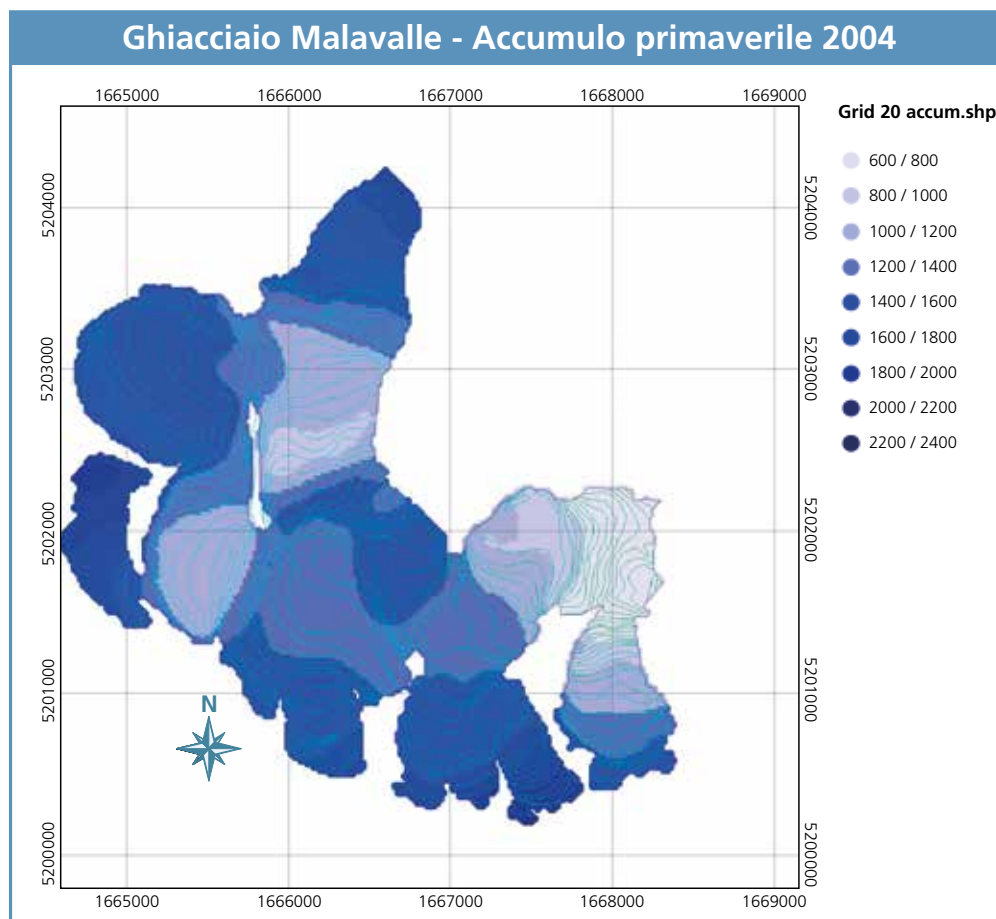 Ghiacciaio Malavalle - Accumulo primaverile 2004
1665000 1666000 1667000 1668000 1669000
5204000
5203000
5202000
5201000
5200000
5204000
5203000
5202000
5201000
5200000
N
1665000 1666000 1667000 1668000 1669000
Grid 20 accum.shp
600 / 800
800 / 1000
1000 / 1200
1200 / 1400
1400 / 1600
1600 / 1800
1800 / 2000
2000 / 2200
2200 / 2400